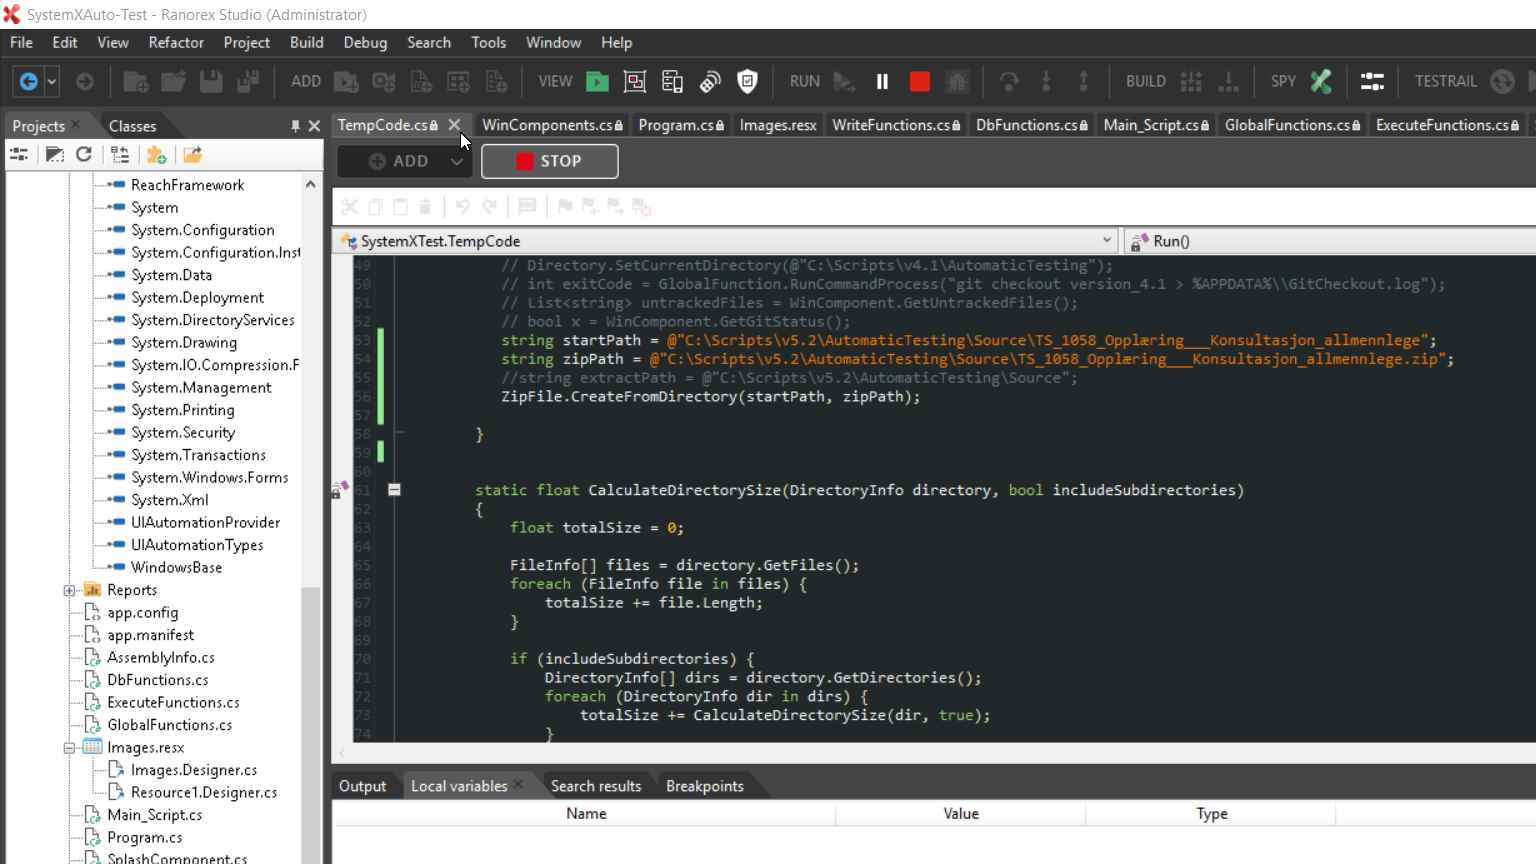 SystemXAuto-Test - Ranorex Studio (Administrator)
File Edit View Refactor Project Build Debug Search Tools Window Help
ADD VIEW RUN BUILD SPY TESTRAIL
Projects Classes
TempCode.cs WinComponents.cs Program.cs Images.resx WriteFunctions.cs DbFunctions.cs Main_Script.cs GlobalFunctions.cs ExecuteFunctions.cs
ADD STOP
SystemXTest.TempCode Run()
ReachFramework
System
System.Configuration
System.Configuration.Inst
System.Data
System.Deployment
System.DirectoryServices
System.Drawing
System.IO.Compression.F
System.Management
System.Printing
System.Security
System.Transactions
System.Windows.Forms
System.Xml
UIAutomationProvider
UIAutomationTypes
WindowsBase
Reports
app.config
app.manifest
AssemblyInfo.cs
DbFunctions.cs
ExecuteFunctions.cs
GlobalFunctions.cs
Images.resx
Images.Designer.cs
Resource1.Designer.cs
Main_Script.cs
Program.cs
SplashComponent.cs
49 // Directory.SetCurrentDirectory(@"C:\Scripts\v4.1\AutomaticTesting");
50 // int exitCode = GlobalFunction.RunCommandProcess("git checkout version_4.1 > %APPDATA%\\GitCheckout.log");
51 // List<string> untrackedFiles = WinComponent.GetUntrackedFiles();
52 // bool x = WinComponent.GetGitStatus();
53 string startPath = @"C:\Scripts\v5.2\AutomaticTesting\Source\TS_1058_Opplæring___Konsultasjon_allmennlege";
54 string zipPath = @"C:\Scripts\v5.2\AutomaticTesting\Source\TS_1058_Opplæring___Konsultasjon_allmennlege.zip";
55 //string extractPath = @"C:\Scripts\v5.2\AutomaticTesting\Source";
56 ZipFile.CreateFromDirectory(startPath, zipPath);
57
58 }
59
60
61 static float CalculateDirectorySize(DirectoryInfo directory, bool includeSubdirectories)
62 {
63 float totalSize = 0;
64
65 FileInfo[] files = directory.GetFiles();
66 foreach (FileInfo file in files) {
67 totalSize += file.Length;
68 }
69
70 if (includeSubdirectories) {
71 DirectoryInfo[] dirs = directory.GetDirectories();
72 foreach (DirectoryInfo dir in dirs) {
73 totalSize += CalculateDirectorySize(dir, true);
74 }
Output Local variables Search results Breakpoints
Name Value Type